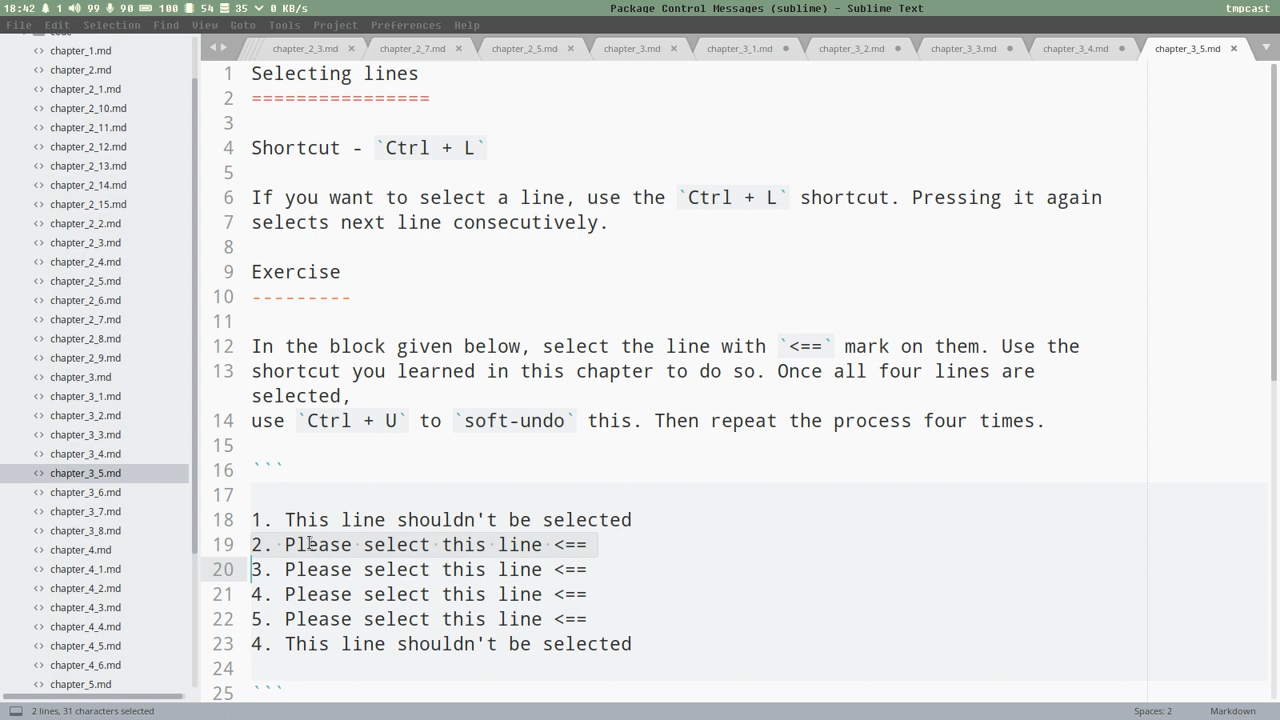 18:42 1 99 90 100 54 35 0 KB/s
Package Control Messages (sublime) - Sublime Text
tmpcast
File Edit Selection Find View Goto Tools Project Preferences Help
code
chapter_1.md
chapter_2.md
chapter_2_1.md
chapter_2_10.md
chapter_2_11.md
chapter_2_12.md
chapter_2_13.md
chapter_2_14.md
chapter_2_15.md
chapter_2_2.md
chapter_2_3.md
chapter_2_4.md
chapter_2_5.md
chapter_2_6.md
chapter_2_7.md
chapter_2_8.md
chapter_2_9.md
chapter_3.md
chapter_3_1.md
chapter_3_2.md
chapter_3_3.md
chapter_3_4.md
chapter_3_5.md
chapter_3_6.md
chapter_3_7.md
chapter_3_8.md
chapter_4.md
chapter_4_1.md
chapter_4_2.md
chapter_4_3.md
chapter_4_4.md
chapter_4_5.md
chapter_4_6.md
chapter_5.md
chapter_2_3.md chapter_2_7.md chapter_2_5.md chapter_3.md chapter_3_1.md chapter_3_2.md chapter_3_3.md chapter_3_4.md chapter_3_5.md
1 Selecting lines
2 ================
3
4 Shortcut - `Ctrl + L`
5
6 If you want to select a line, use the `Ctrl + L` shortcut. Pressing it again
7 selects next line consecutively.
8
9 Exercise
10 ---------
11
12 In the block given below, select the line with `<==` mark on them. Use the
13 shortcut you learned in this chapter to do so. Once all four lines are
selected,
14 use `Ctrl + U` to `soft-undo` this. Then repeat the process four times.
15
16 ```
17
18 1. This line shouldn't be selected
19 2. Please select this line <==
20 3. Please select this line <==
21 4. Please select this line <==
22 5. Please select this line <==
23 4. This line shouldn't be selected
24
25 ```
2 lines, 31 characters selected
Spaces: 2
Markdown